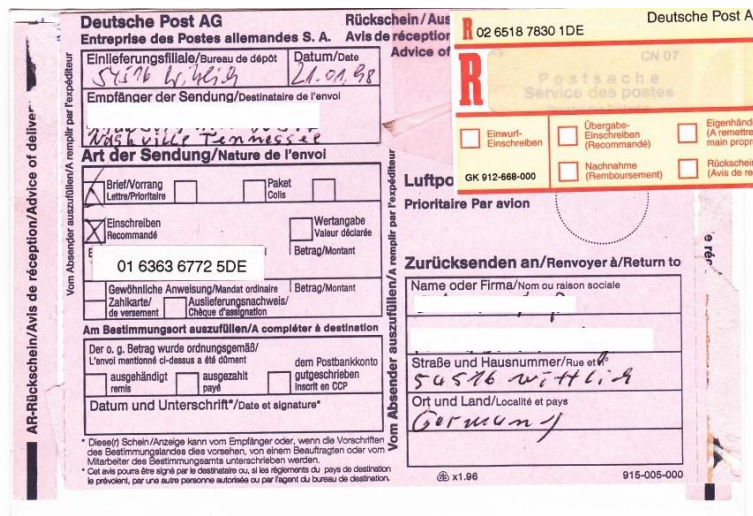 Deutsche Post AG
Entreprise des Postes allemandes S. A.
Rückschein/Aus
Avis de réception
Advice of
R 02 6518 7830 1DE
Deutsche Post A
R
CN 07
Postsache
Service des postes
Einwurf-
Einschreiben
Übergabe-
Einschreiben
(Recommandé)
Eigenhänd
(A remettre
main propre
GK 912-668-000
Nachnahme
(Remboursement)
Rückschein
(Avis de ré
AR-Rückschein/Avis de réception/Advice of deliver
Vom Absender auszufüllen/A remplir par l'expéditeur
Einlieferungsfiliale/Bureau de dépôt
54516 Wittlich
Datum/Date
21.01.98
Empfänger der Sendung/Destinataire de l'envoi
Nashville Tennessee
Art der Sendung/Nature de l'envoi
Brief/Vorrang
Lettre/Prioritaire
Paket
Colis
Einschreiben
Recommandé
Wertangabe
Valeur déclarée
Betrag/Montant
01 6363 6772 5DE
Gewöhnliche Anweisung/Mandat ordinaire
Betrag/Montant
Zahlkarte/
de versement
Auslieferungsnachweis/
Chèque d'assignation
Am Bestimmungsort auszufüllen/A compléter à destination
Der o. g. Betrag wurde ordnungsgemäß/
L'envoi mentionné ci-dessus a été dûment
ausgehändigt
remis
ausgezahlt
payé
dem Postbankkonto
gutgeschrieben
inscrit en CCP
Datum und Unterschrift*/Date et signature*
* Diese(r) Schein/Anzeige kann vom Empfänger oder, wenn die Vorschriften
des Bestimmungslandes dies vorsehen, von einem Beauftragten oder vom
Mitarbeiter des Bestimmungsamts unterschrieben werden.
* Cet avis pourra être signé par le destinataire ou, si les règlements du pays de destination
le prévoient, par une autre personne autorisée ou par l'agent du bureau de destination.
Vom Absender auszufüllen/A remplir par l'expéditeur
Luftpo
Prioritaire Par avion
Zurücksenden an/Renvoyer à/Return to
Name oder Firma/Nom ou raison sociale
Straße und Hausnummer/Rue et n°
54516 Wittlich
Ort und Land/Localité et pays
Germany
x1.96
915-005-000
e réc